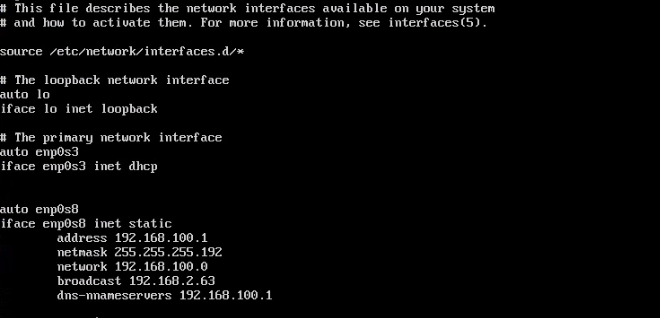 # This file describes the network interfaces available on your system
# and how to activate them. For more information, see interfaces(5).
source /etc/network/interfaces.d/*
# The loopback network interface
auto lo
iface lo inet loopback
# The primary network interface
auto enp0s3
iface enp0s3 inet dhcp
auto enp0s8
iface enp0s8 inet static
address 192.168.100.1
netmask 255.255.255.192
network 192.168.100.0
broadcast 192.168.2.63
dns-nnameservers 192.168.100.1